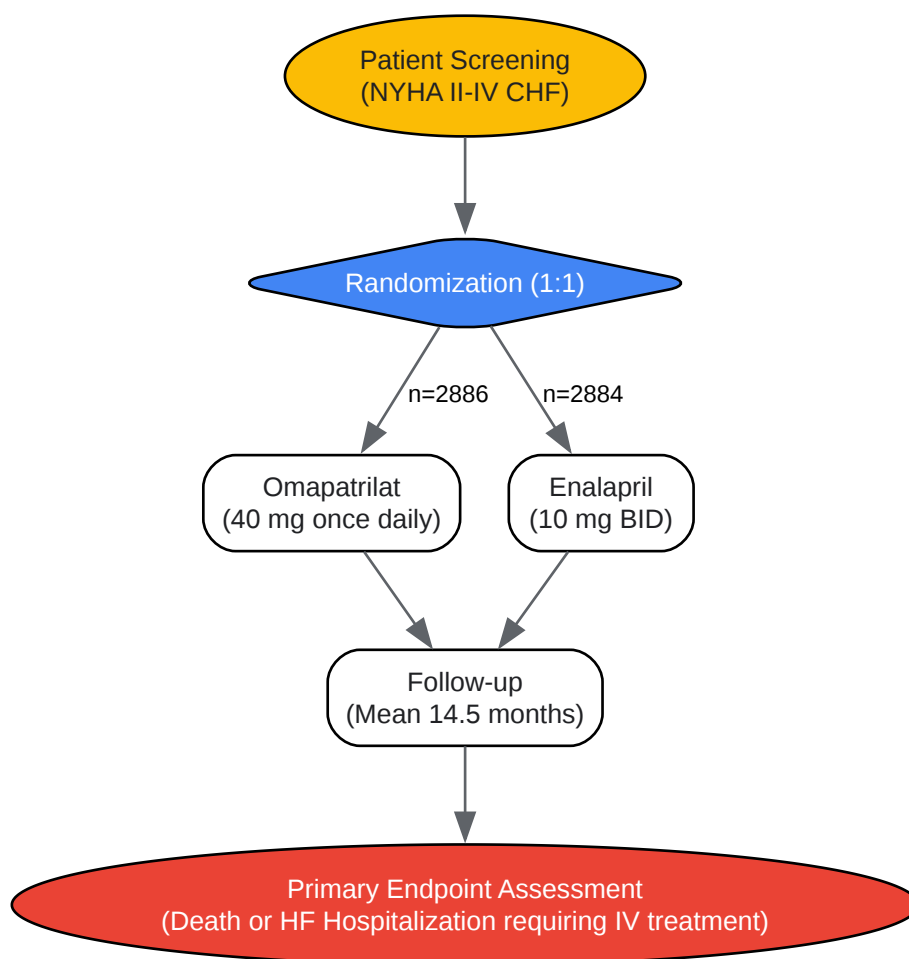 Patient Screening
(NYHA II-IV CHF)
Randomization (1:1)
n=2886
n=2884
Omapatrilat
(40 mg once daily)
Enalapril
(10 mg BID)
Follow-up
(Mean 14.5 months)
Primary Endpoint Assessment
(Death or HF Hospitalization requiring IV treatment)